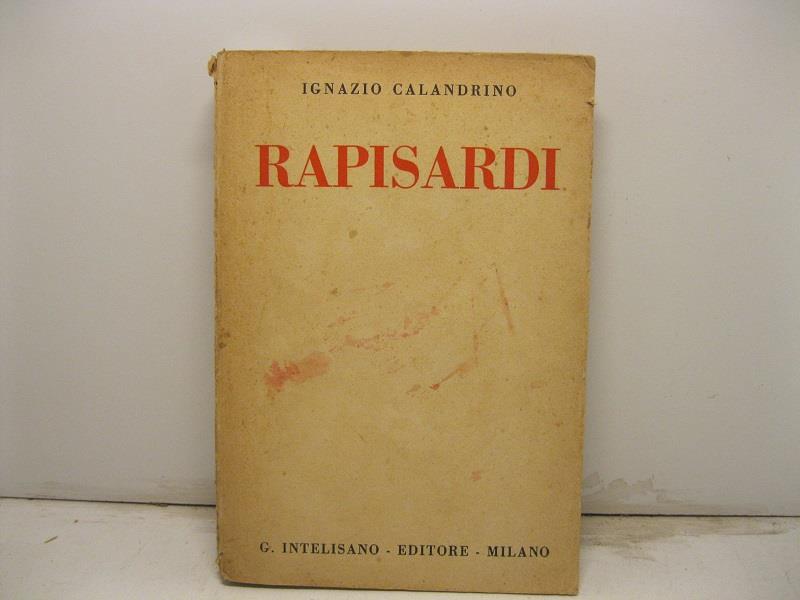 IGNAZIO CALANDRINO
RAPISARDI
G. INTELISANO - EDITORE - MILANO